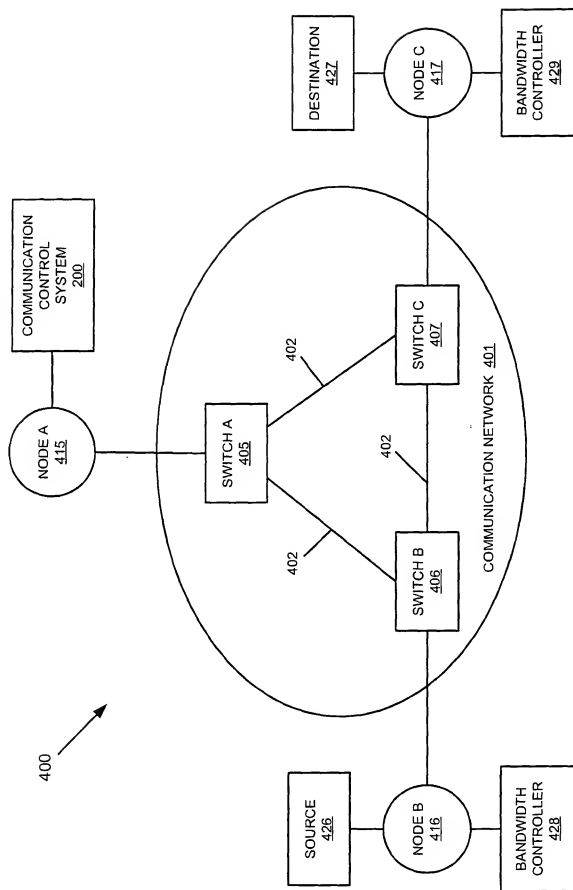 400
COMMUNICATION
CONTROL
SYSTEM
200
NODE A
415
SWITCH A
405
402
402
SWITCH B
406
402
SWITCH C
407
COMMUNICATION NETWORK 401
SOURCE
426
NODE B
416
BANDWIDTH
CONTROLLER
428
DESTINATION
427
NODE C
417
BANDWIDTH
CONTROLLER
429